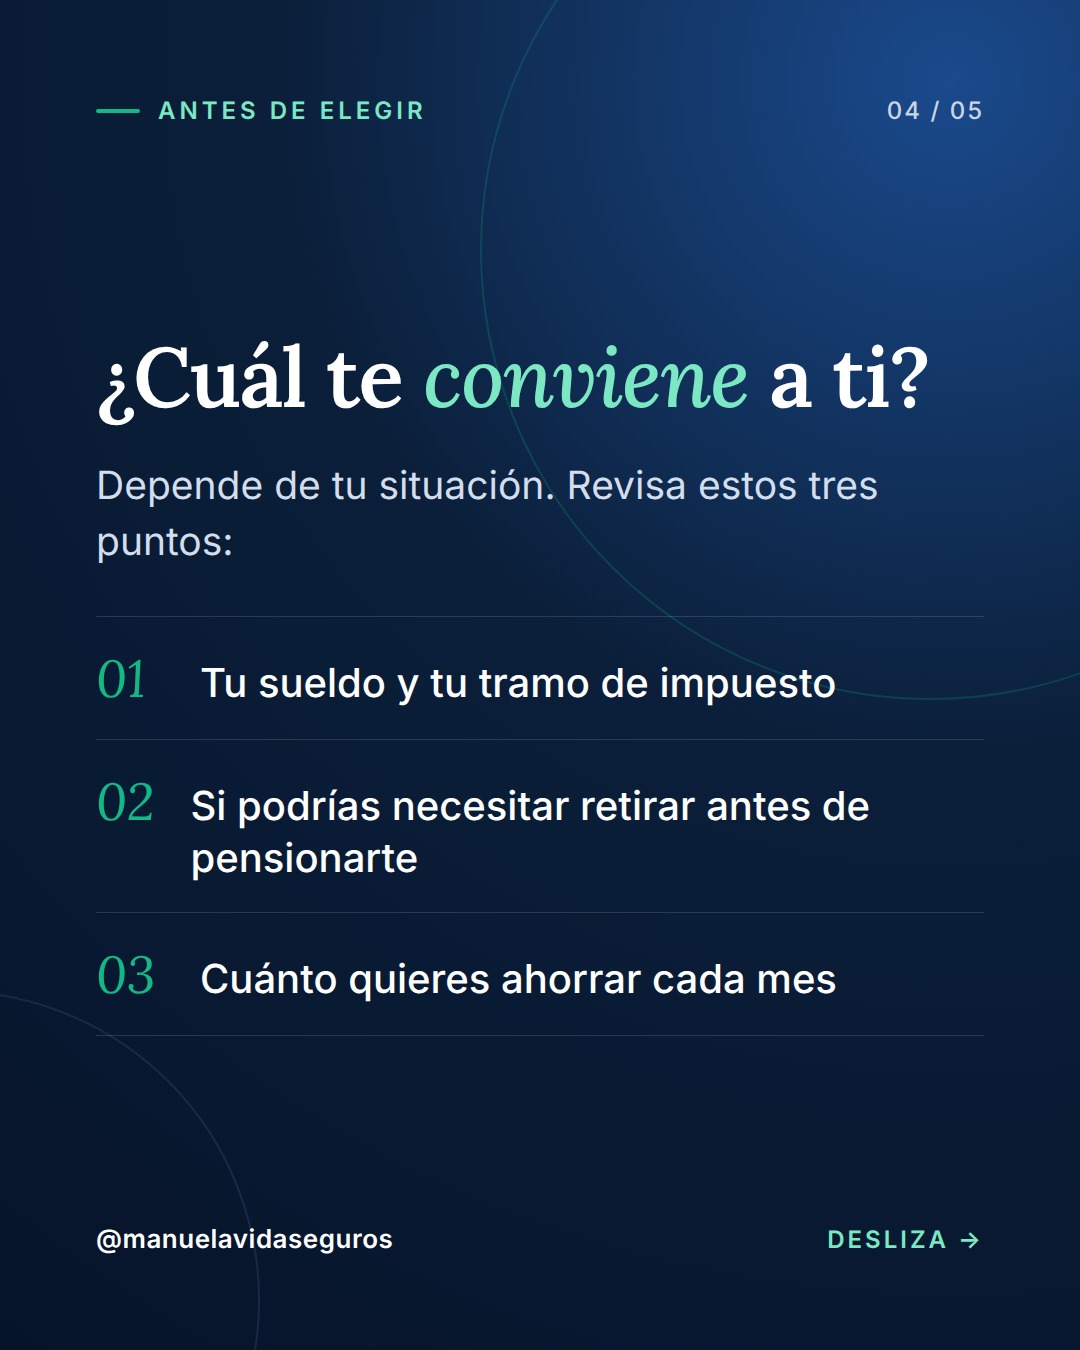 ANTES DE ELEGIR
04 / 05
¿Cuál te conviene a ti?
Depende de tu situación. Revisa estos tres
puntos:
01 Tu sueldo y tu tramo de impuesto
02 Si podrías necesitar retirar antes de
pensionarte
03 Cuánto quieres ahorrar cada mes
@manuelavidaseguros
DESLIZA →